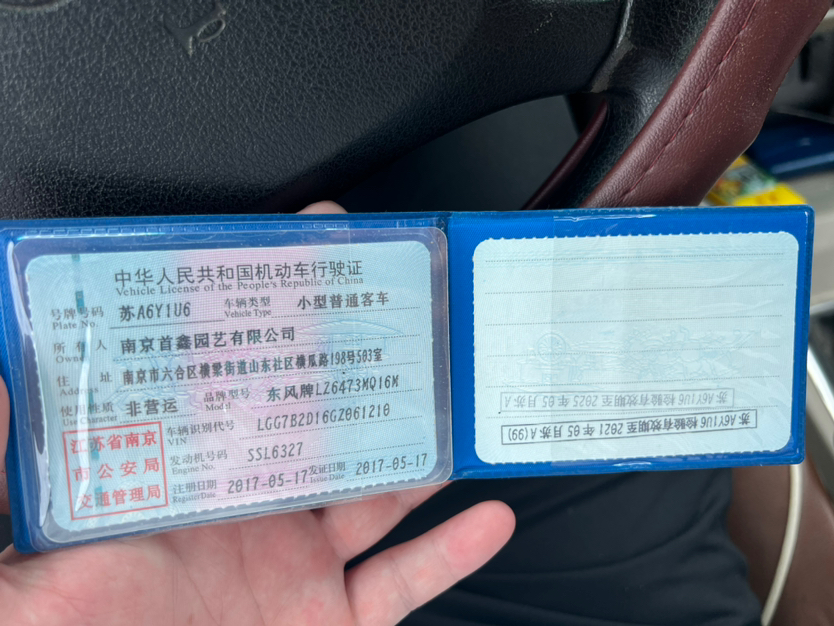 中华人民共和国机动车行驶证
Vehicle License of the People's Republic of China
号牌号码 苏A6Y1U6 车辆类型 小型普通客车
Plate No. Vehicle Type
所有人 南京首鑫园艺有限公司
Owner
住址 南京市六合区横梁街道山东社区横瓜路198号503室
Address
使用性质 非营运 品牌型号 东风牌LZ6473MQ16M
Use Character Model
江苏省南京
市公安局
交通管理局
车辆识别代号 LGG7B2D16GZ061210
VIN
发动机号码 SSL6327
Engine No.
注册日期 2017-05-17 发证日期 2017-05-17
Register Date Issue Date
苏A6Y1U6 检验有效期至 2025年05月苏A
苏A6Y1U6 检验有效期至 2021年05月苏A(99)